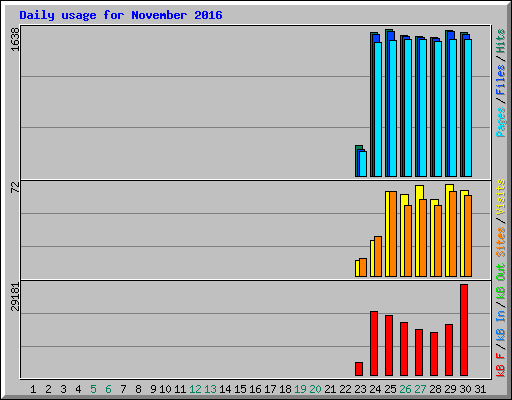 Daily usage for November 2016
1638
Pages / Files / Hits
72
Sites / Visits
29181
kB F / kB In / kB Out
1 2 3 4 5 6 7 8 9 10 11 12 13 14 15 16 17 18 19 20 21 22 23 24 25 26 27 28 29 30 31